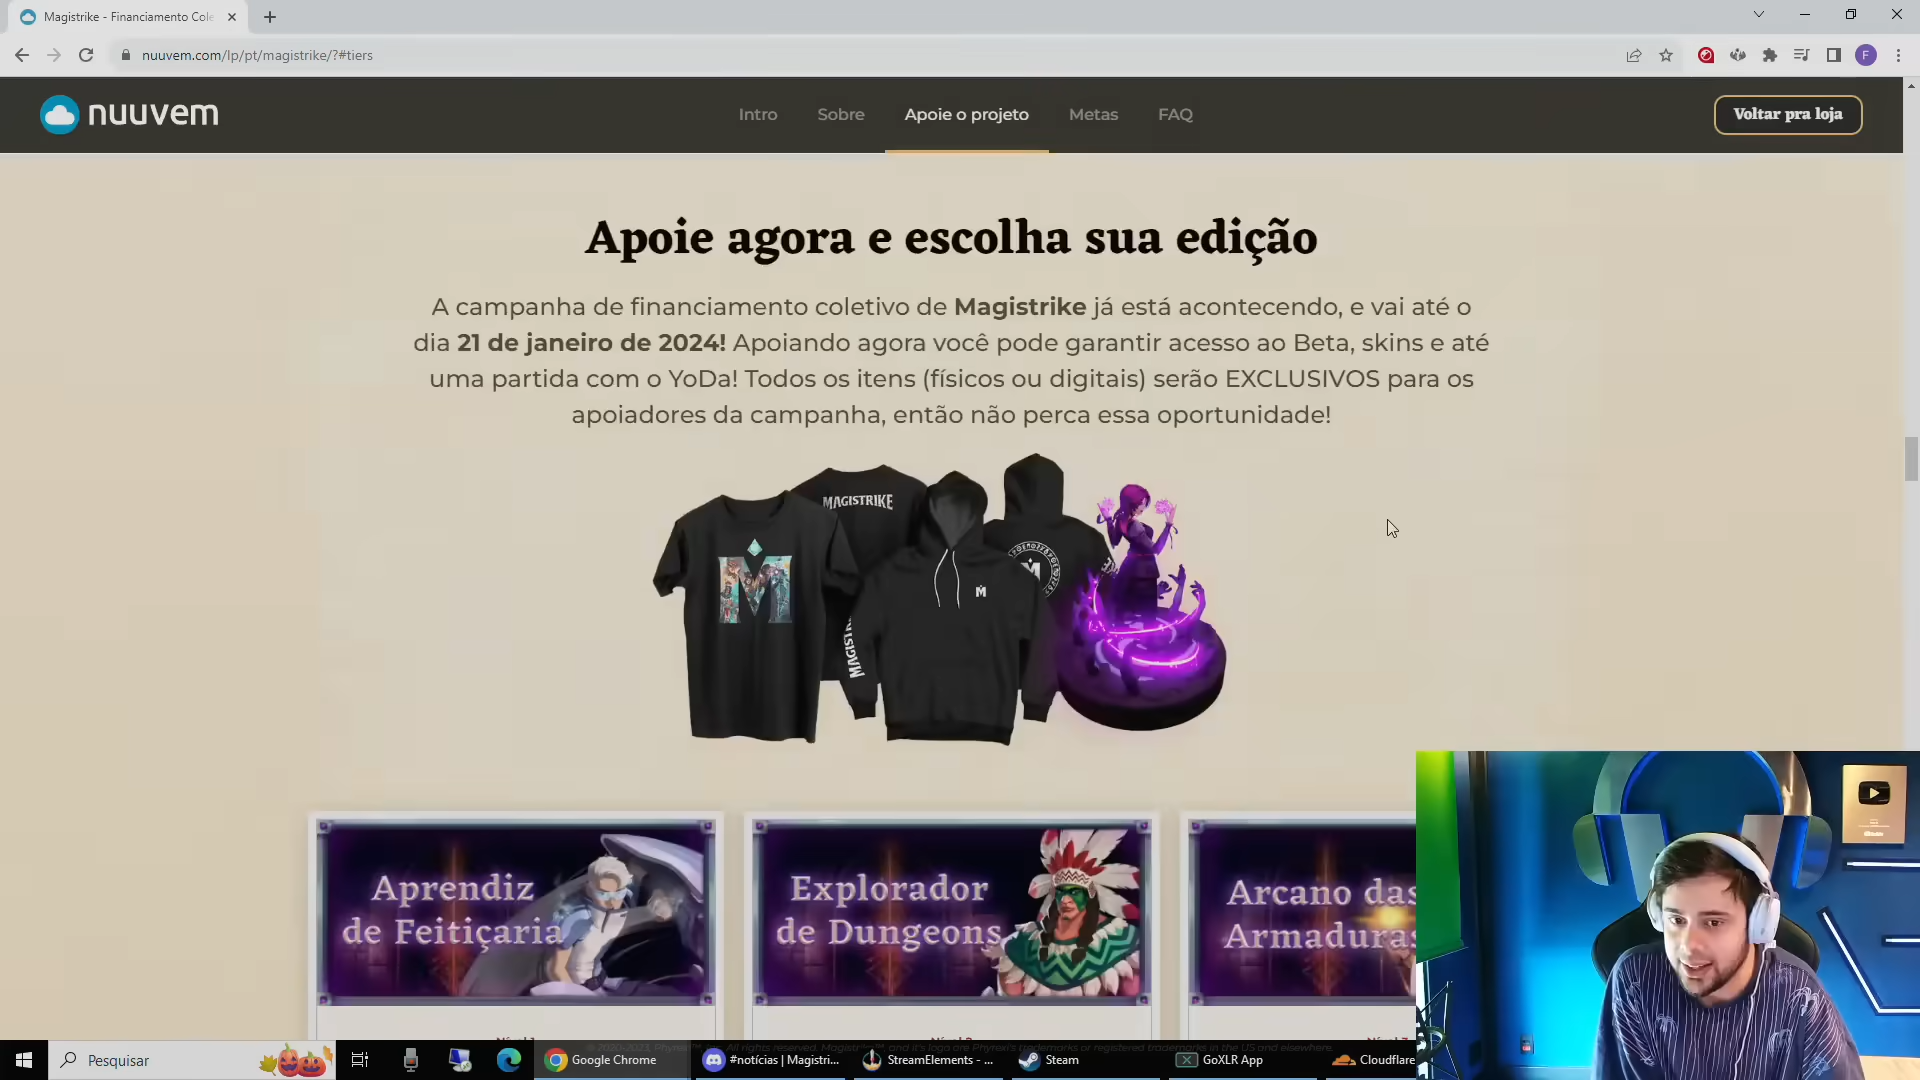 Magistrike - Financiamento Cole
nuuvem.com/lp/pt/magistrike/?#tiers
F
nuuvem
Intro
Sobre
Apoie o projeto
Metas
FAQ
Voltar pra loja
Apoie agora e escolha sua edição
A campanha de financiamento coletivo de Magistrike já está acontecendo, e vai até o
dia 21 de janeiro de 2024! Apoiando agora você pode garantir acesso ao Beta, skins e até
uma partida com o YoDa! Todos os itens (físicos ou digitais) serão EXCLUSIVOS para os
apoiadores da campanha, então não perca essa oportunidade!
MAGISTRIKE
M
M
MAGISTRI
Aprendiz
de Feitiçaria
Explorador
de Dungeons
Arcano das
Armaduras
Pesquisar
Google Chrome
#notícias | Magistri...
StreamElements - ...
Steam
GoXLR App
Cloudflare